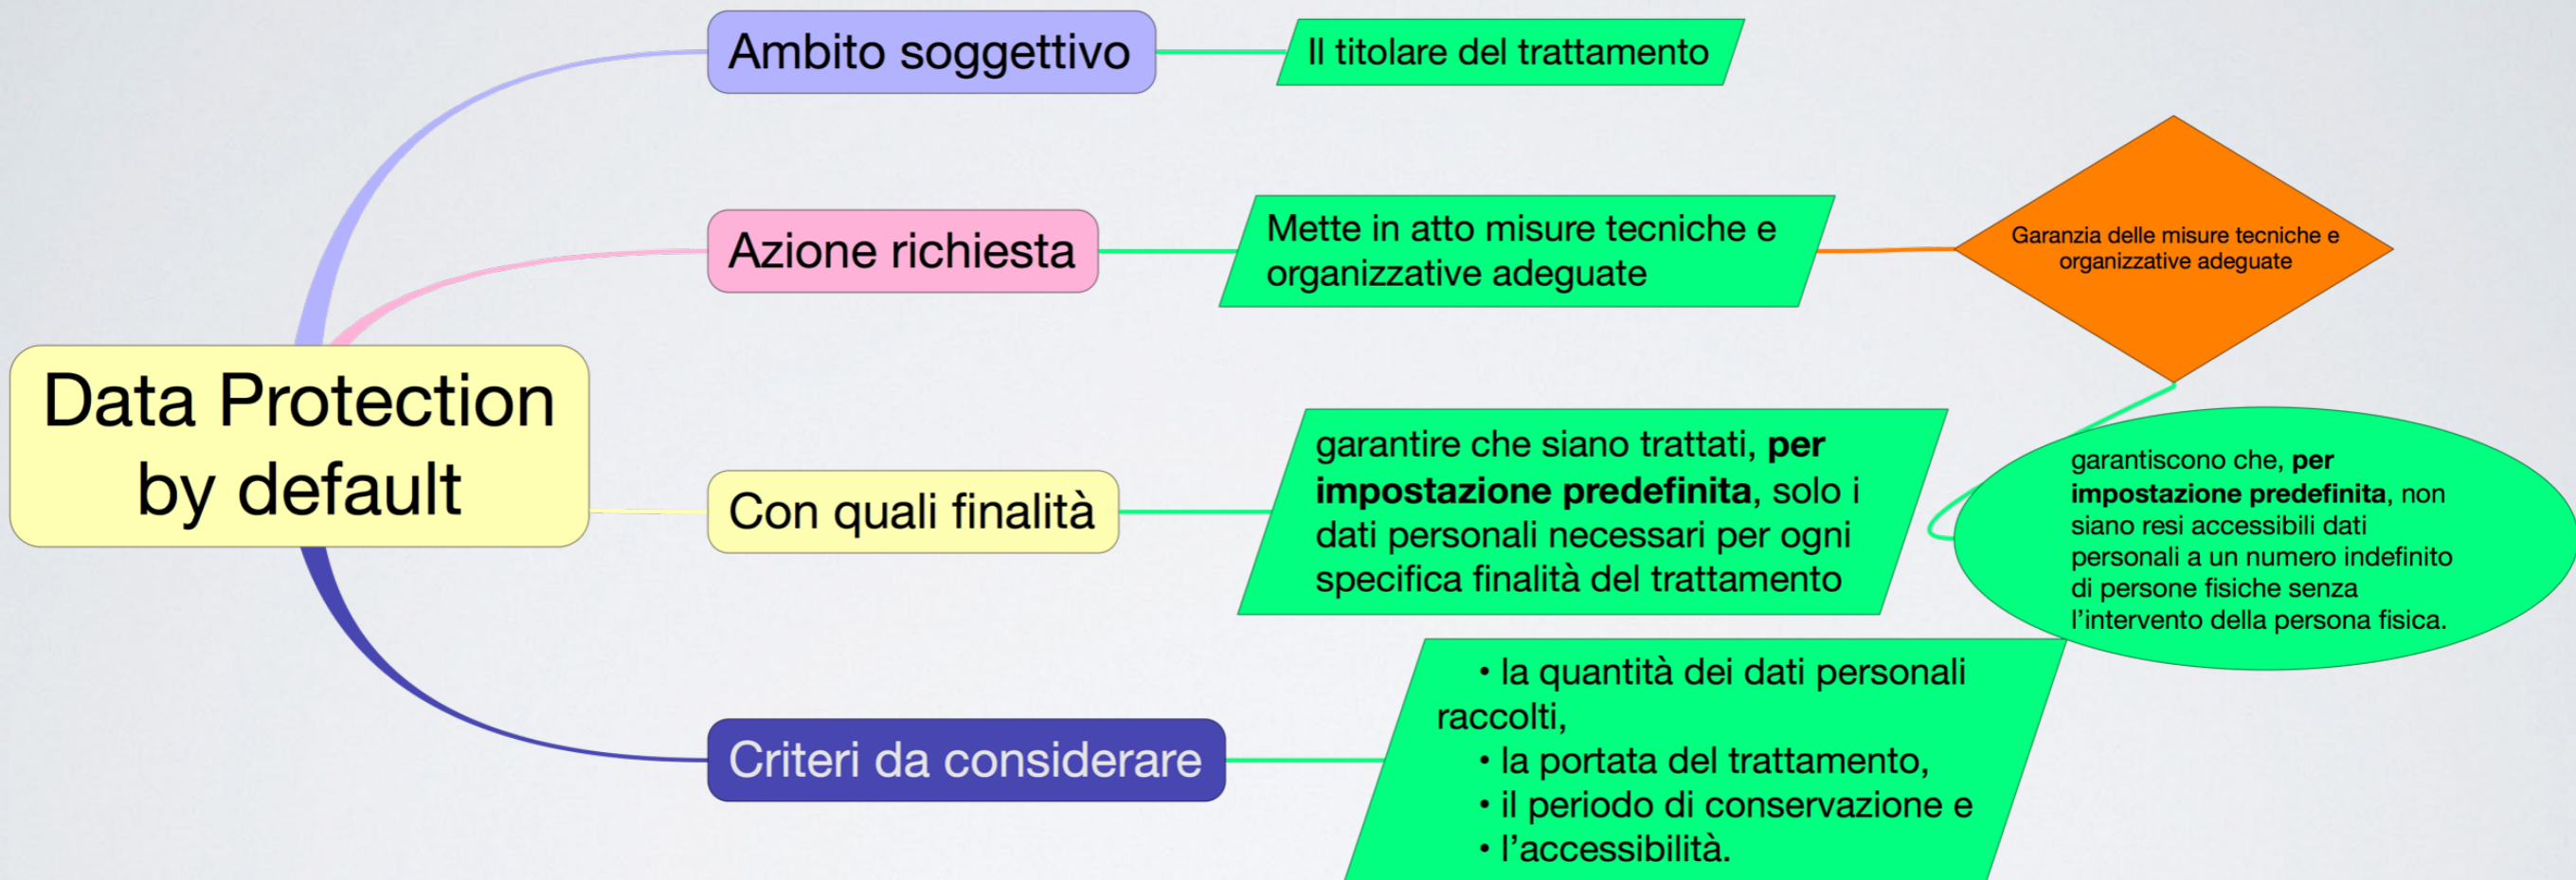 Data Protection
by default
Ambito soggettivo
Il titolare del trattamento
Azione richiesta
Mette in atto misure tecniche e
organizzative adeguate
Garanzia delle misure tecniche e
organizzative adeguate
garantiscono che, per
impostazione predefinita, non
siano resi accessibili dati
personali a un numero indefinito
di persone fisiche senza
l’intervento della persona fisica.
Con quali finalità
garantire che siano trattati, per
impostazione predefinita, solo i
dati personali necessari per ogni
specifica finalità del trattamento
Criteri da considerare
• la quantità dei dati personali
raccolti,
• la portata del trattamento,
• il periodo di conservazione e
• l’accessibilità.